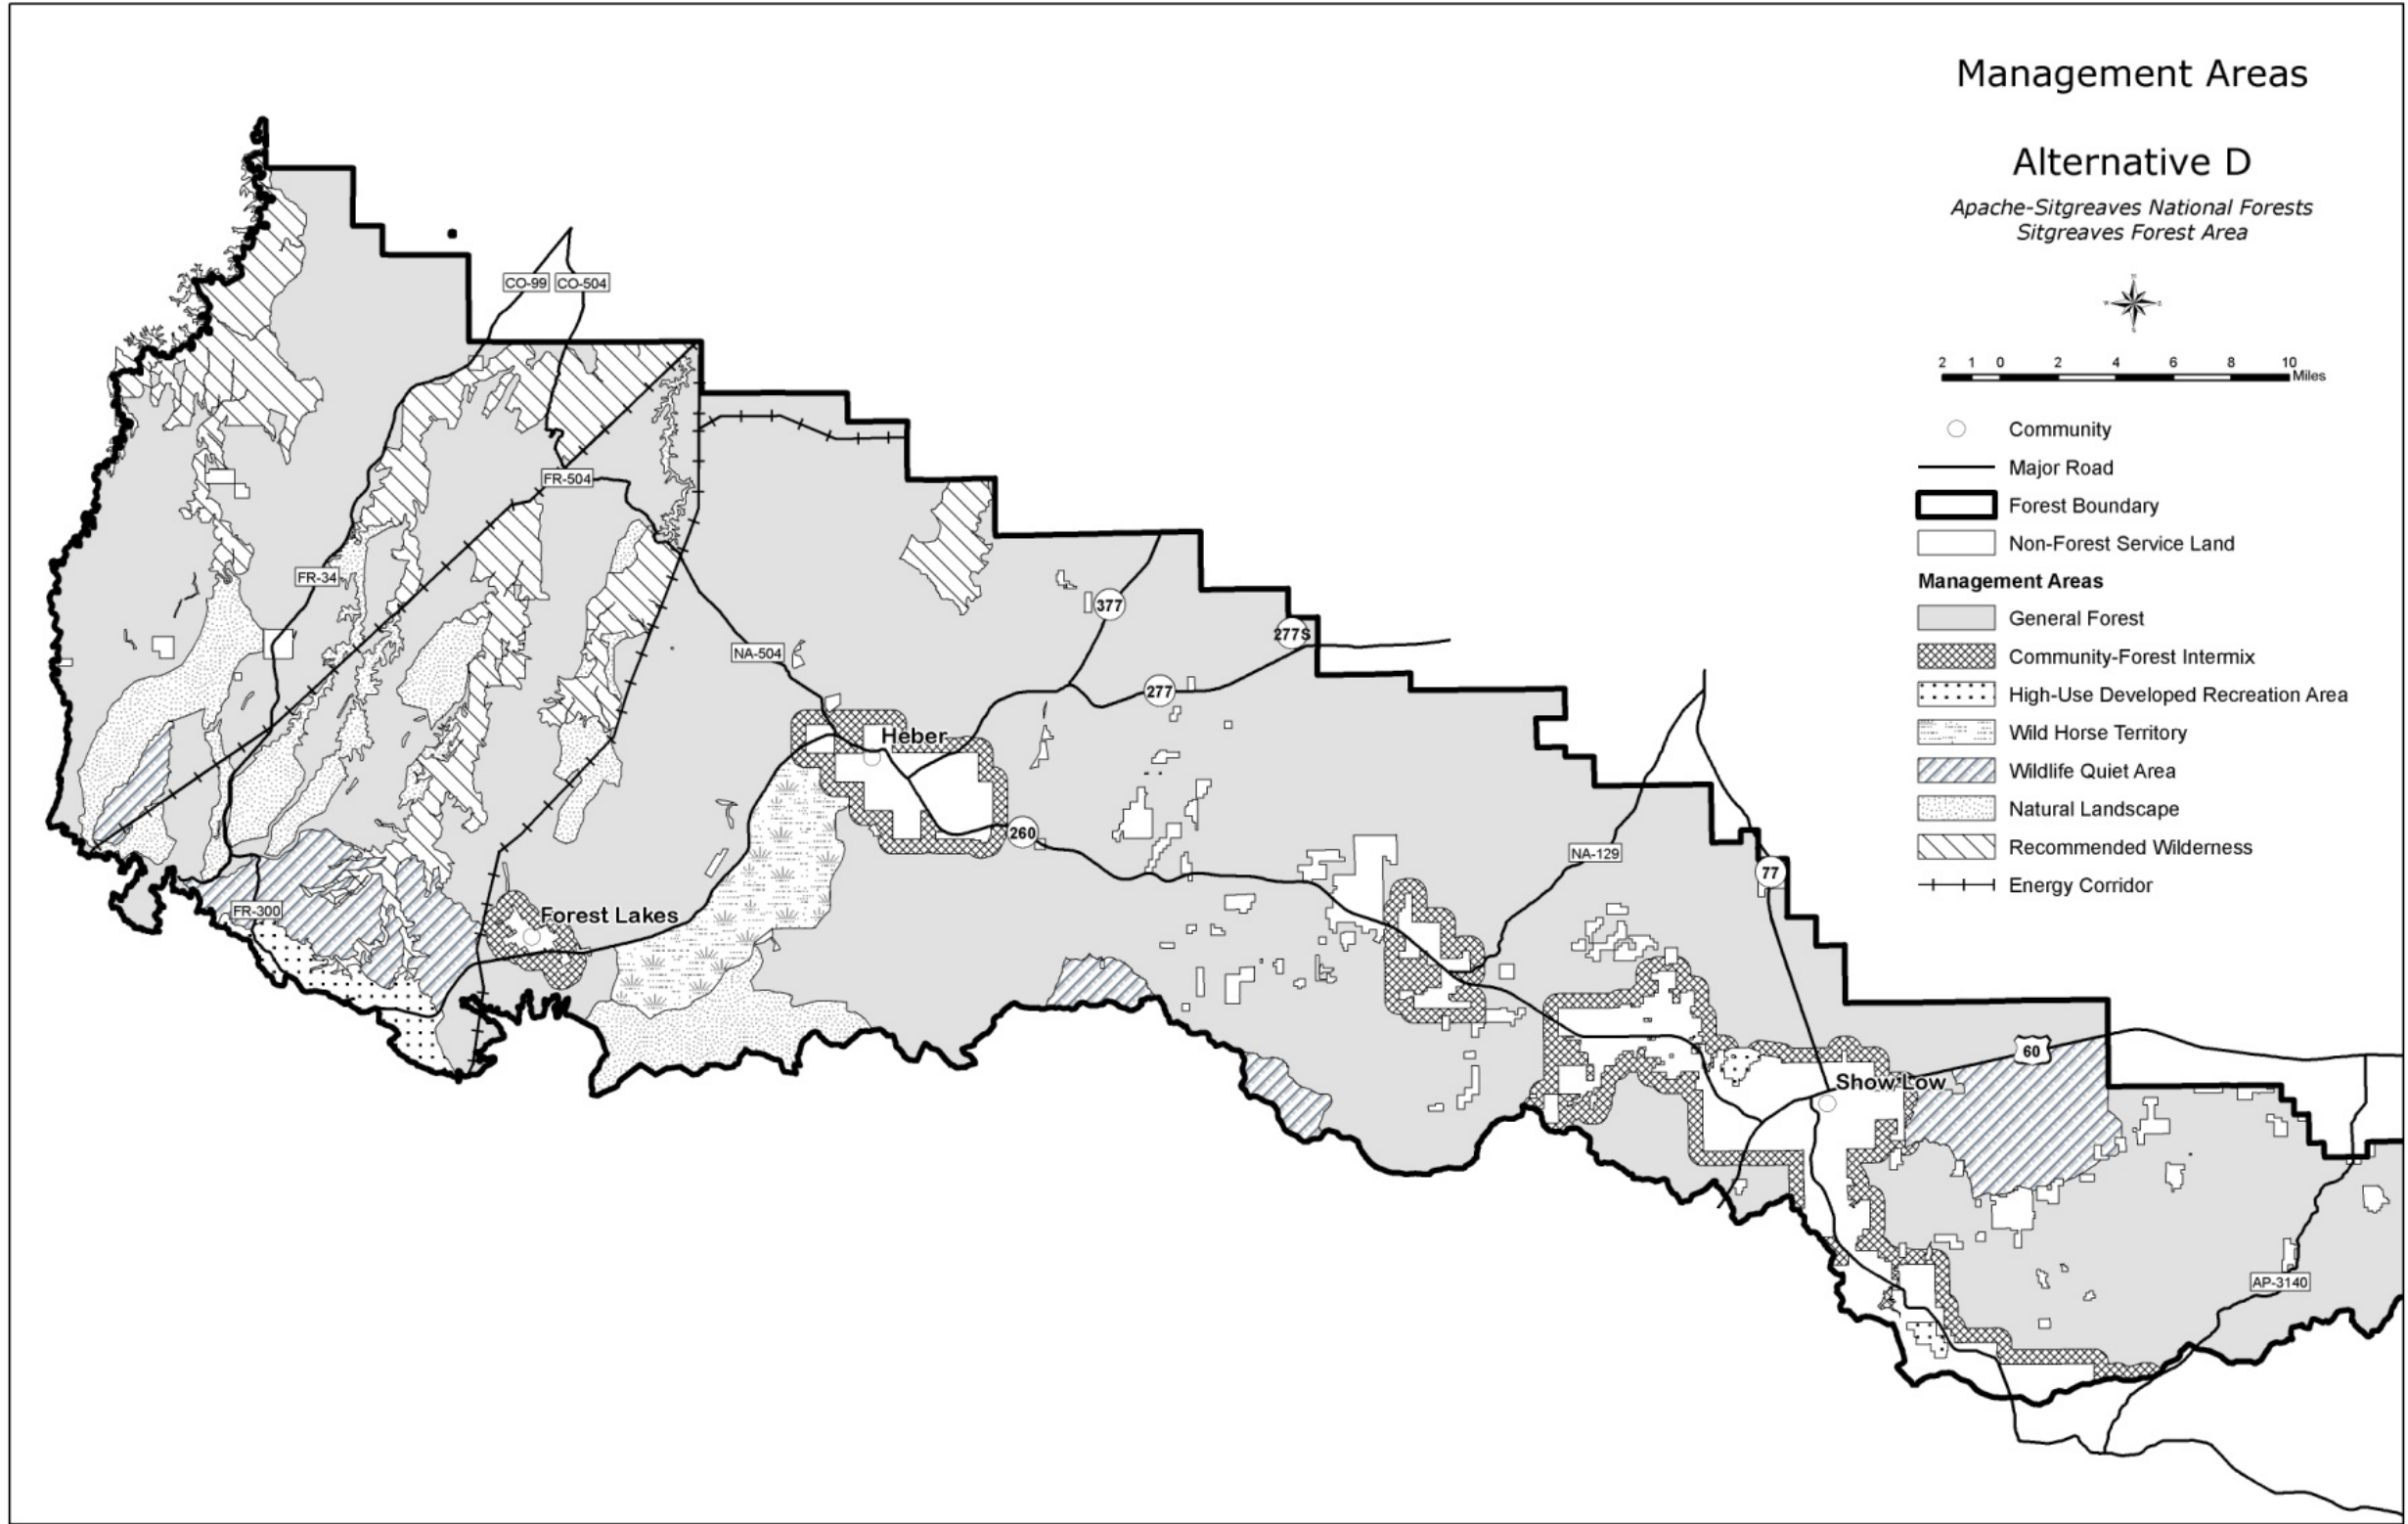 Management Areas
Alternative D
Apache-Sitgreaves National Forests
Sitgreaves Forest Area
2 1 0 2 4 6 8 10
Miles
Community
Major Road
Forest Boundary
Non-Forest Service Land
Management Areas
General Forest
Community-Forest Intermix
High-Use Developed Recreation Area
Wild Horse Territory
Wildlife Quiet Area
Natural Landscape
Recommended Wilderness
Energy Corridor
CO-99 CO-504
FR-504
FR-34
377
277S
NA-504
277
Heber
260
NA-129
77
FR-300
Forest Lakes
60
Show Low
AP-3140